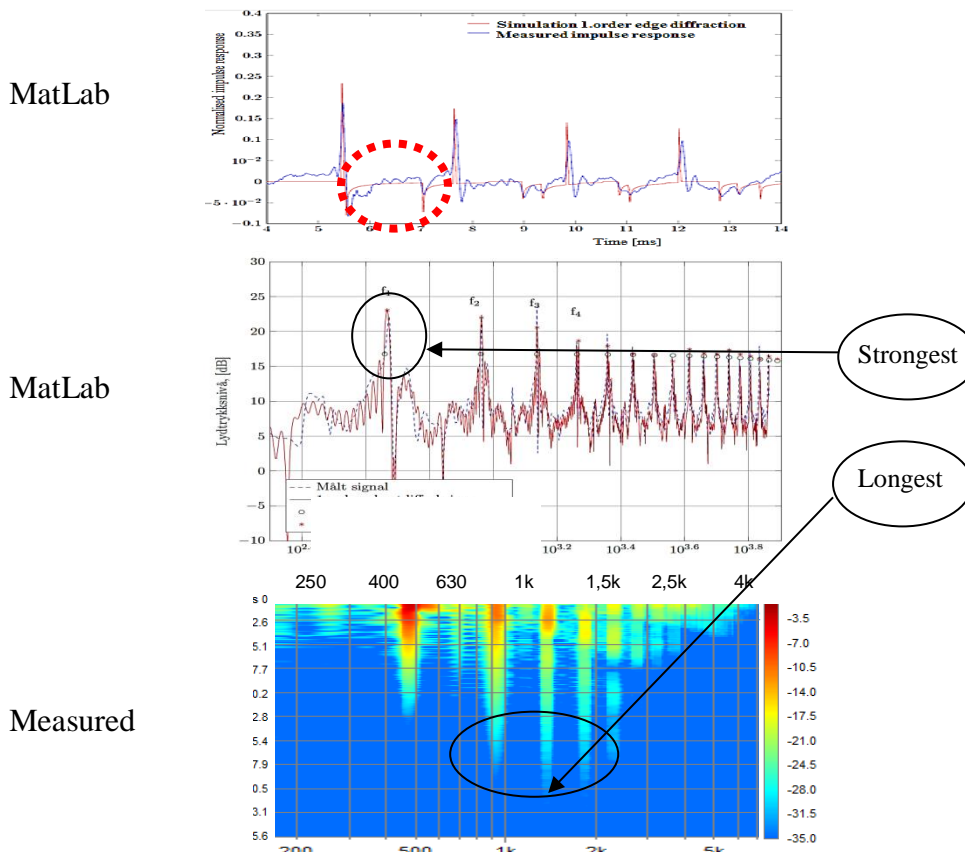 0.4
0.35
0.3
0.25
0.2
0.15
0.1
10⁻²
0
−5 · 10⁻²
−0.1
Normalised impulse response
Simulation 1.order edge diffraction
Measured impulse response
4 5 6 7 8 9 10 11 12 13 14
Time [ms]
MatLab
30
25
20
15
10
5
0
−5
−10
Lydtrykksnivå, [dB]
f₁ f₂ f₃ f₄
Målt signal
10³·² 10³·⁴ 10³·⁶ 10³·⁸
MatLab
Strongest
Longest
250 400 630 1k 1,5k 2,5k 4k
s 0
2.6
5.1
7.7
0.2
2.8
5.4
7.9
0.5
3.1
5.6
Measured
-3.5
-7.0
-10.5
-14.0
-17.5
-21.0
-24.5
-28.0
-31.5
-35.0
200 500 1k 2k 5k